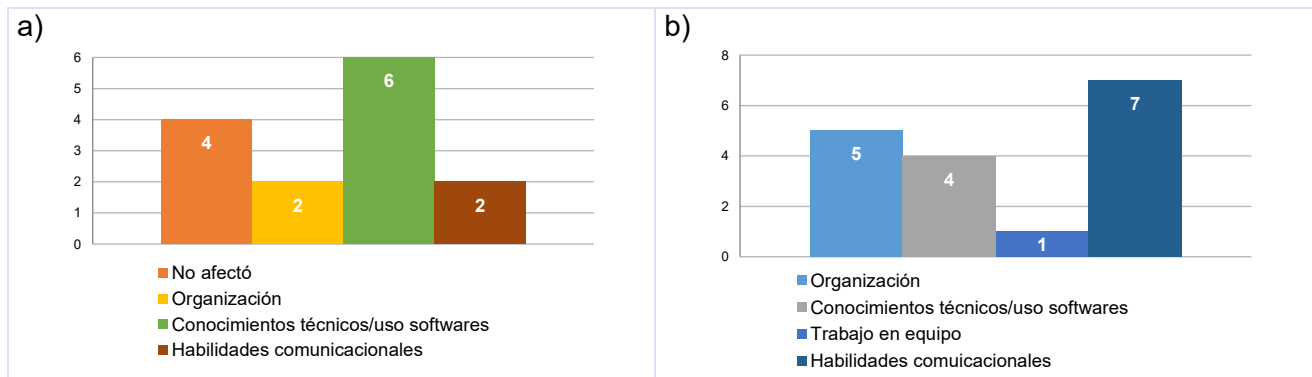 a)
6
5
4
3
2
1
0
4
2
6
2
No afectó
Organización
Conocimientos técnicos/uso softwares
Habilidades comunicacionales
b)
8
6
4
2
0
5
4
1
7
Organización
Conocimientos técnicos/uso softwares
Trabajo en equipo
Habilidades comuicacionales